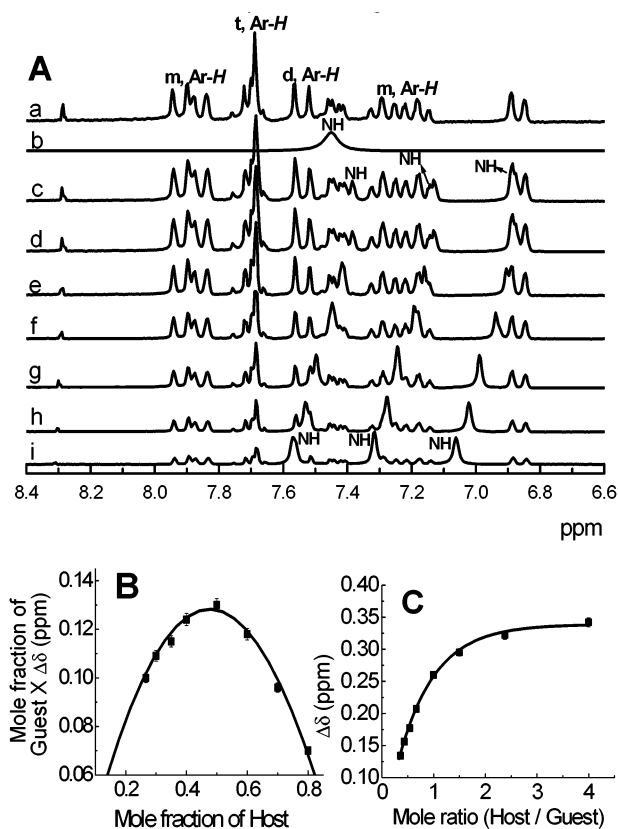 A
m, Ar-H
t, Ar-H
d, Ar-H
m, Ar-H
a
NH
b
NH
NH
c
d
e
f
g
h
NH
NH
NH
i
8.4 8.2 8.0 7.8 7.6 7.4 7.2 7.0 6.8 6.6
ppm
B
Mole fraction of
Guest X Δδ (ppm)
0.14
0.12
0.10
0.08
0.06
0.2 0.4 0.6 0.8
Mole fraction of Host
C
Δδ (ppm)
0.40
0.35
0.30
0.25
0.20
0.15
0.10
0 1 2 3 4
Mole ratio (Host / Guest)